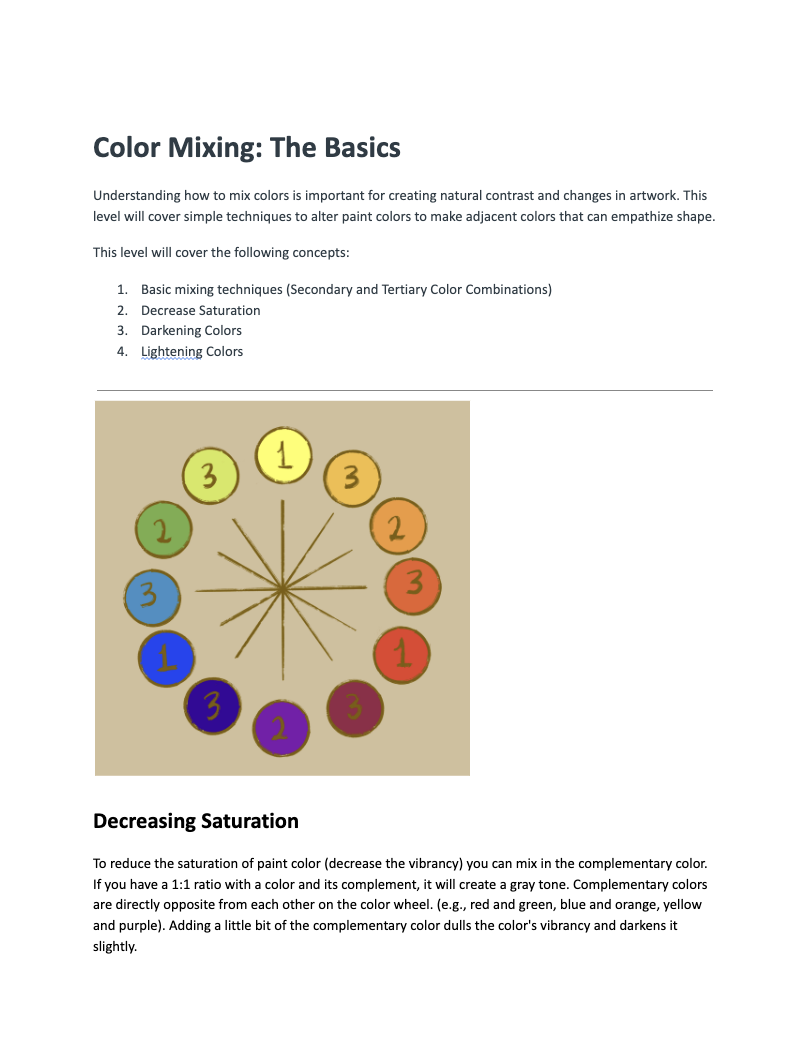 Color Mixing: The Basics
Understanding how to mix colors is important for creating natural contrast and changes in artwork. This
level will cover simple techniques to alter paint colors to make adjacent colors that can empathize shape.
This level will cover the following concepts:
1. Basic mixing techniques (Secondary and Tertiary Color Combinations)
2. Decrease Saturation
3. Darkening Colors
4. Lightening Colors
1
3
3
2
2
3
3
1
1
3
3
2
Decreasing Saturation
To reduce the saturation of paint color (decrease the vibrancy) you can mix in the complementary color.
If you have a 1:1 ratio with a color and its complement, it will create a gray tone. Complementary colors
are directly opposite from each other on the color wheel. (e.g., red and green, blue and orange, yellow
and purple). Adding a little bit of the complementary color dulls the color's vibrancy and darkens it
slightly.